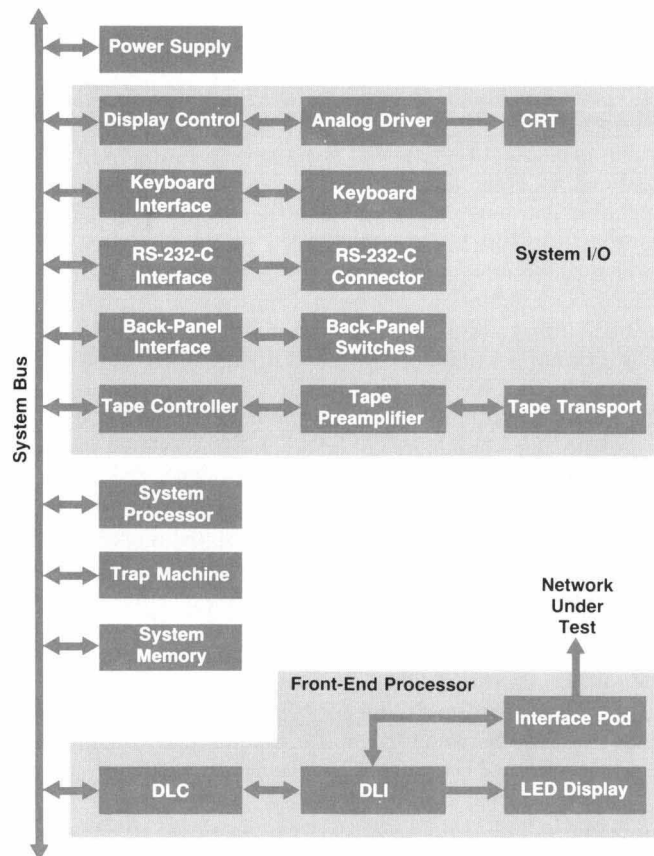 Power Supply
Display Control
Analog Driver
CRT
Keyboard
Interface
Keyboard
RS-232-C
Interface
RS-232-C
Connector
System I/O
Back-Panel
Interface
Back-Panel
Switches
Tape Controller
Tape
Preamplifier
Tape Transport
System Bus
System
Processor
Trap Machine
System
Memory
Network
Under
Test
Front-End Processor
Interface Pod
DLC
DLI
LED Display